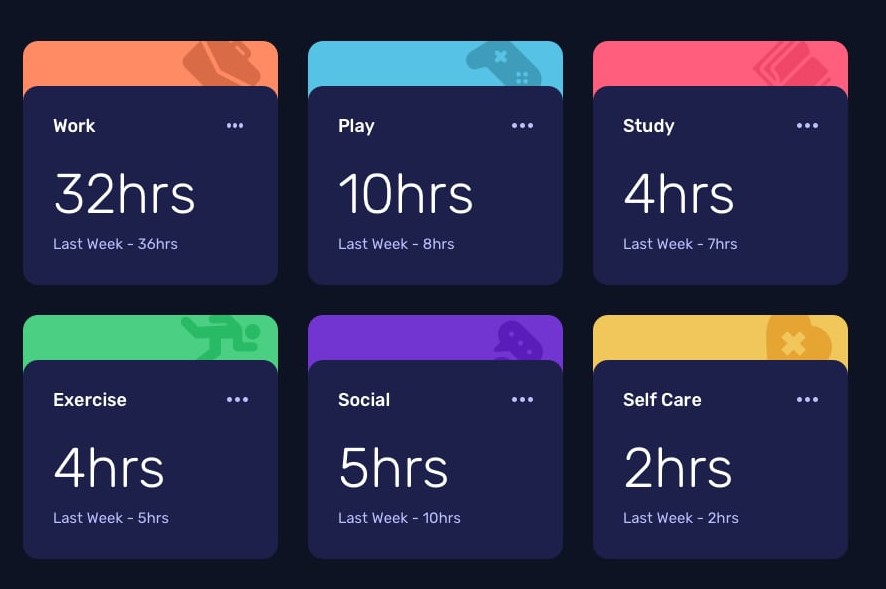 Work
32hrs
Last Week - 36hrs
Play
10hrs
Last Week - 8hrs
Study
4hrs
Last Week - 7hrs
Exercise
4hrs
Last Week - 5hrs
Social
5hrs
Last Week - 10hrs
Self Care
2hrs
Last Week - 2hrs